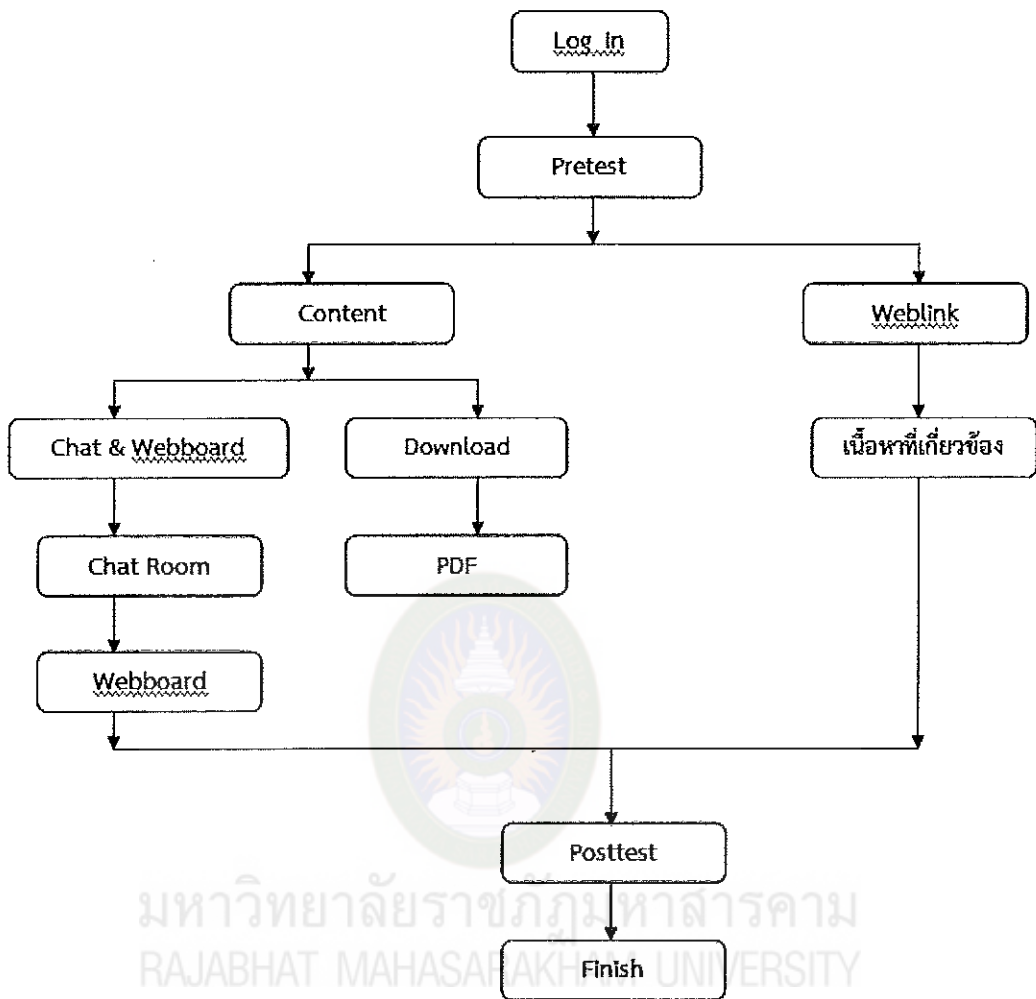 Log in
Pretest
Content
Weblink
Chat & Webboard
Download
เนื้อหาที่เกี่ยวข้อง
Chat Room
PDF
Webboard
Posttest
มหาวิทยาลัยราชภัฏมหาสารคาม
Finish
RAJABHAT MAHASARAKHAM UNIVERSITY